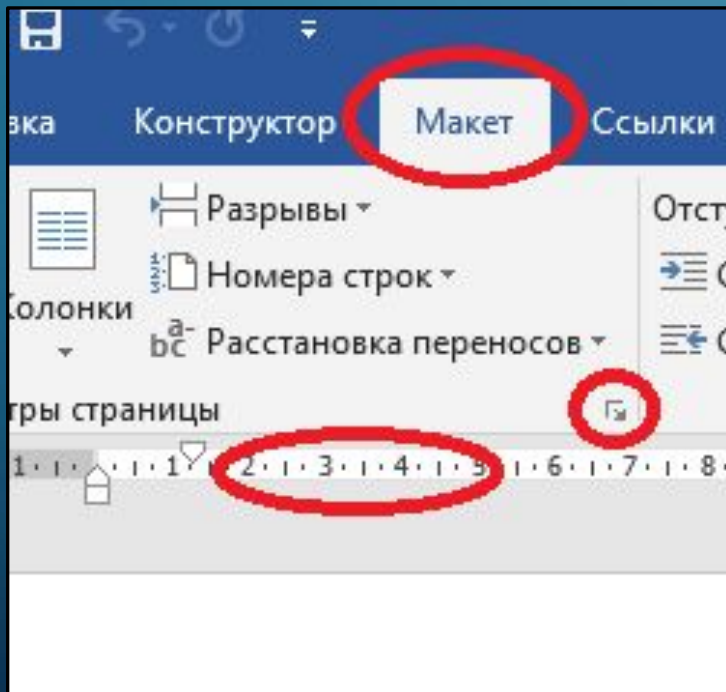 вка Конструктор Макет Ссылки
Разрывы
Номера строк
Колонки
bc a- Расстановка переносов
тры страницы
1 1 2 3 4 5 6 7 8